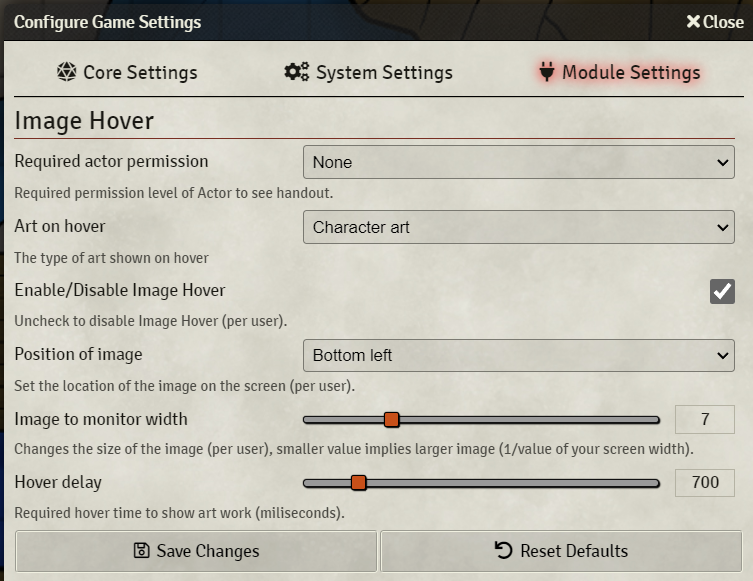 Configure Game Settings Close
Core Settings System Settings Module Settings
Image Hover
Required actor permission None
Required permission level of Actor to see handout.
Art on hover Character art
The type of art shown on hover
Enable/Disable Image Hover
Uncheck to disable Image Hover (per user).
Position of image Bottom left
Set the location of the image on the screen (per user).
Image to monitor width 7
Changes the size of the image (per user), smaller value implies larger image (1/value of your screen width).
Hover delay 700
Required hover time to show art work (miliseconds).
Save Changes Reset Defaults